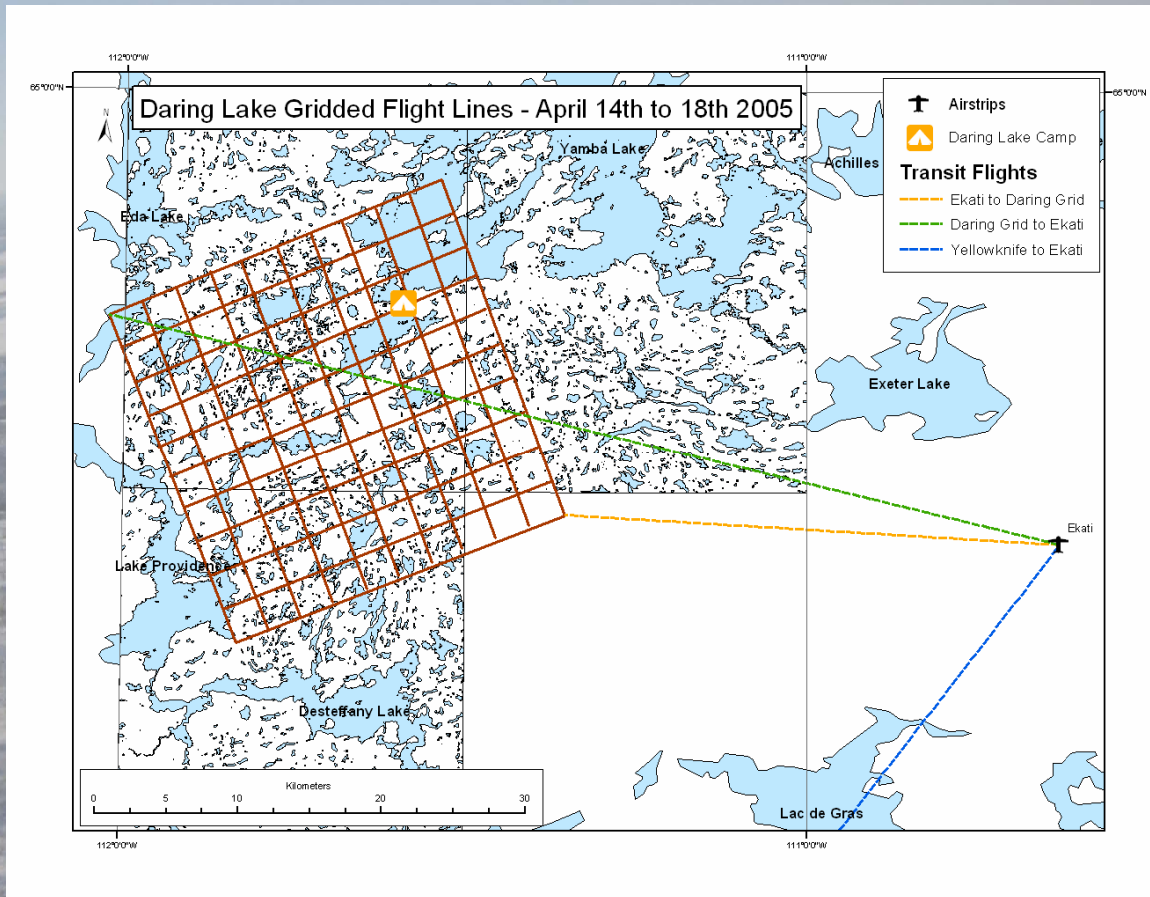 112°0'0"W
111°0'0"W
65°0'0"N
65°0'0"N
N
Daring Lake Gridded Flight Lines - April 14th to 18th 2005
Airstrips
Daring Lake Camp
Transit Flights
Ekati to Daring Grid
Daring Grid to Ekati
Yellowknife to Ekati
Yamba Lake
Achilles
Eda Lake
Exeter Lake
Ekati
Lake Providence
Desteffany Lake
Lac de Gras
Kilometers
0 5 10 20 30
112°0'0"W
111°0'0"W